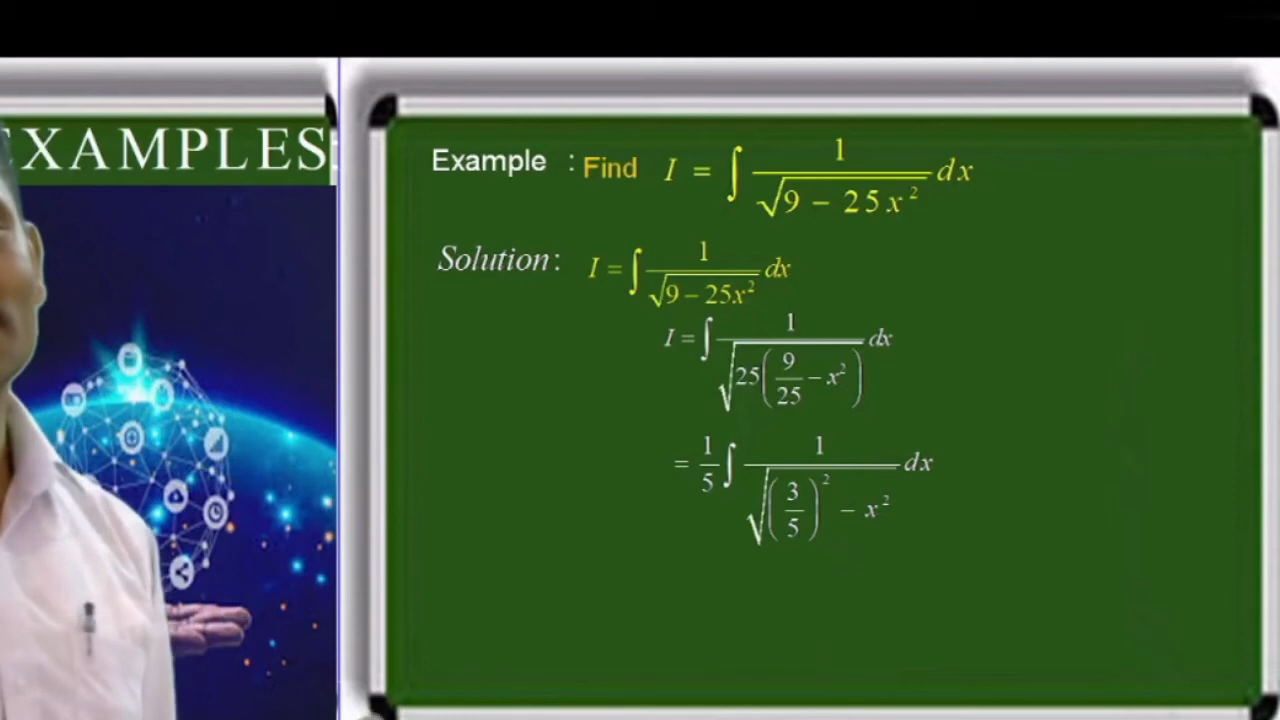 EXAMPLES
Example : Find I = ∫ 1/√(9 − 25x²) dx
Solution: I = ∫ 1/√(9 − 25x²) dx
I = ∫ 1/√(25(9/25 − x²)) dx
= 1/5 ∫ 1/√((3/5)² − x²) dx